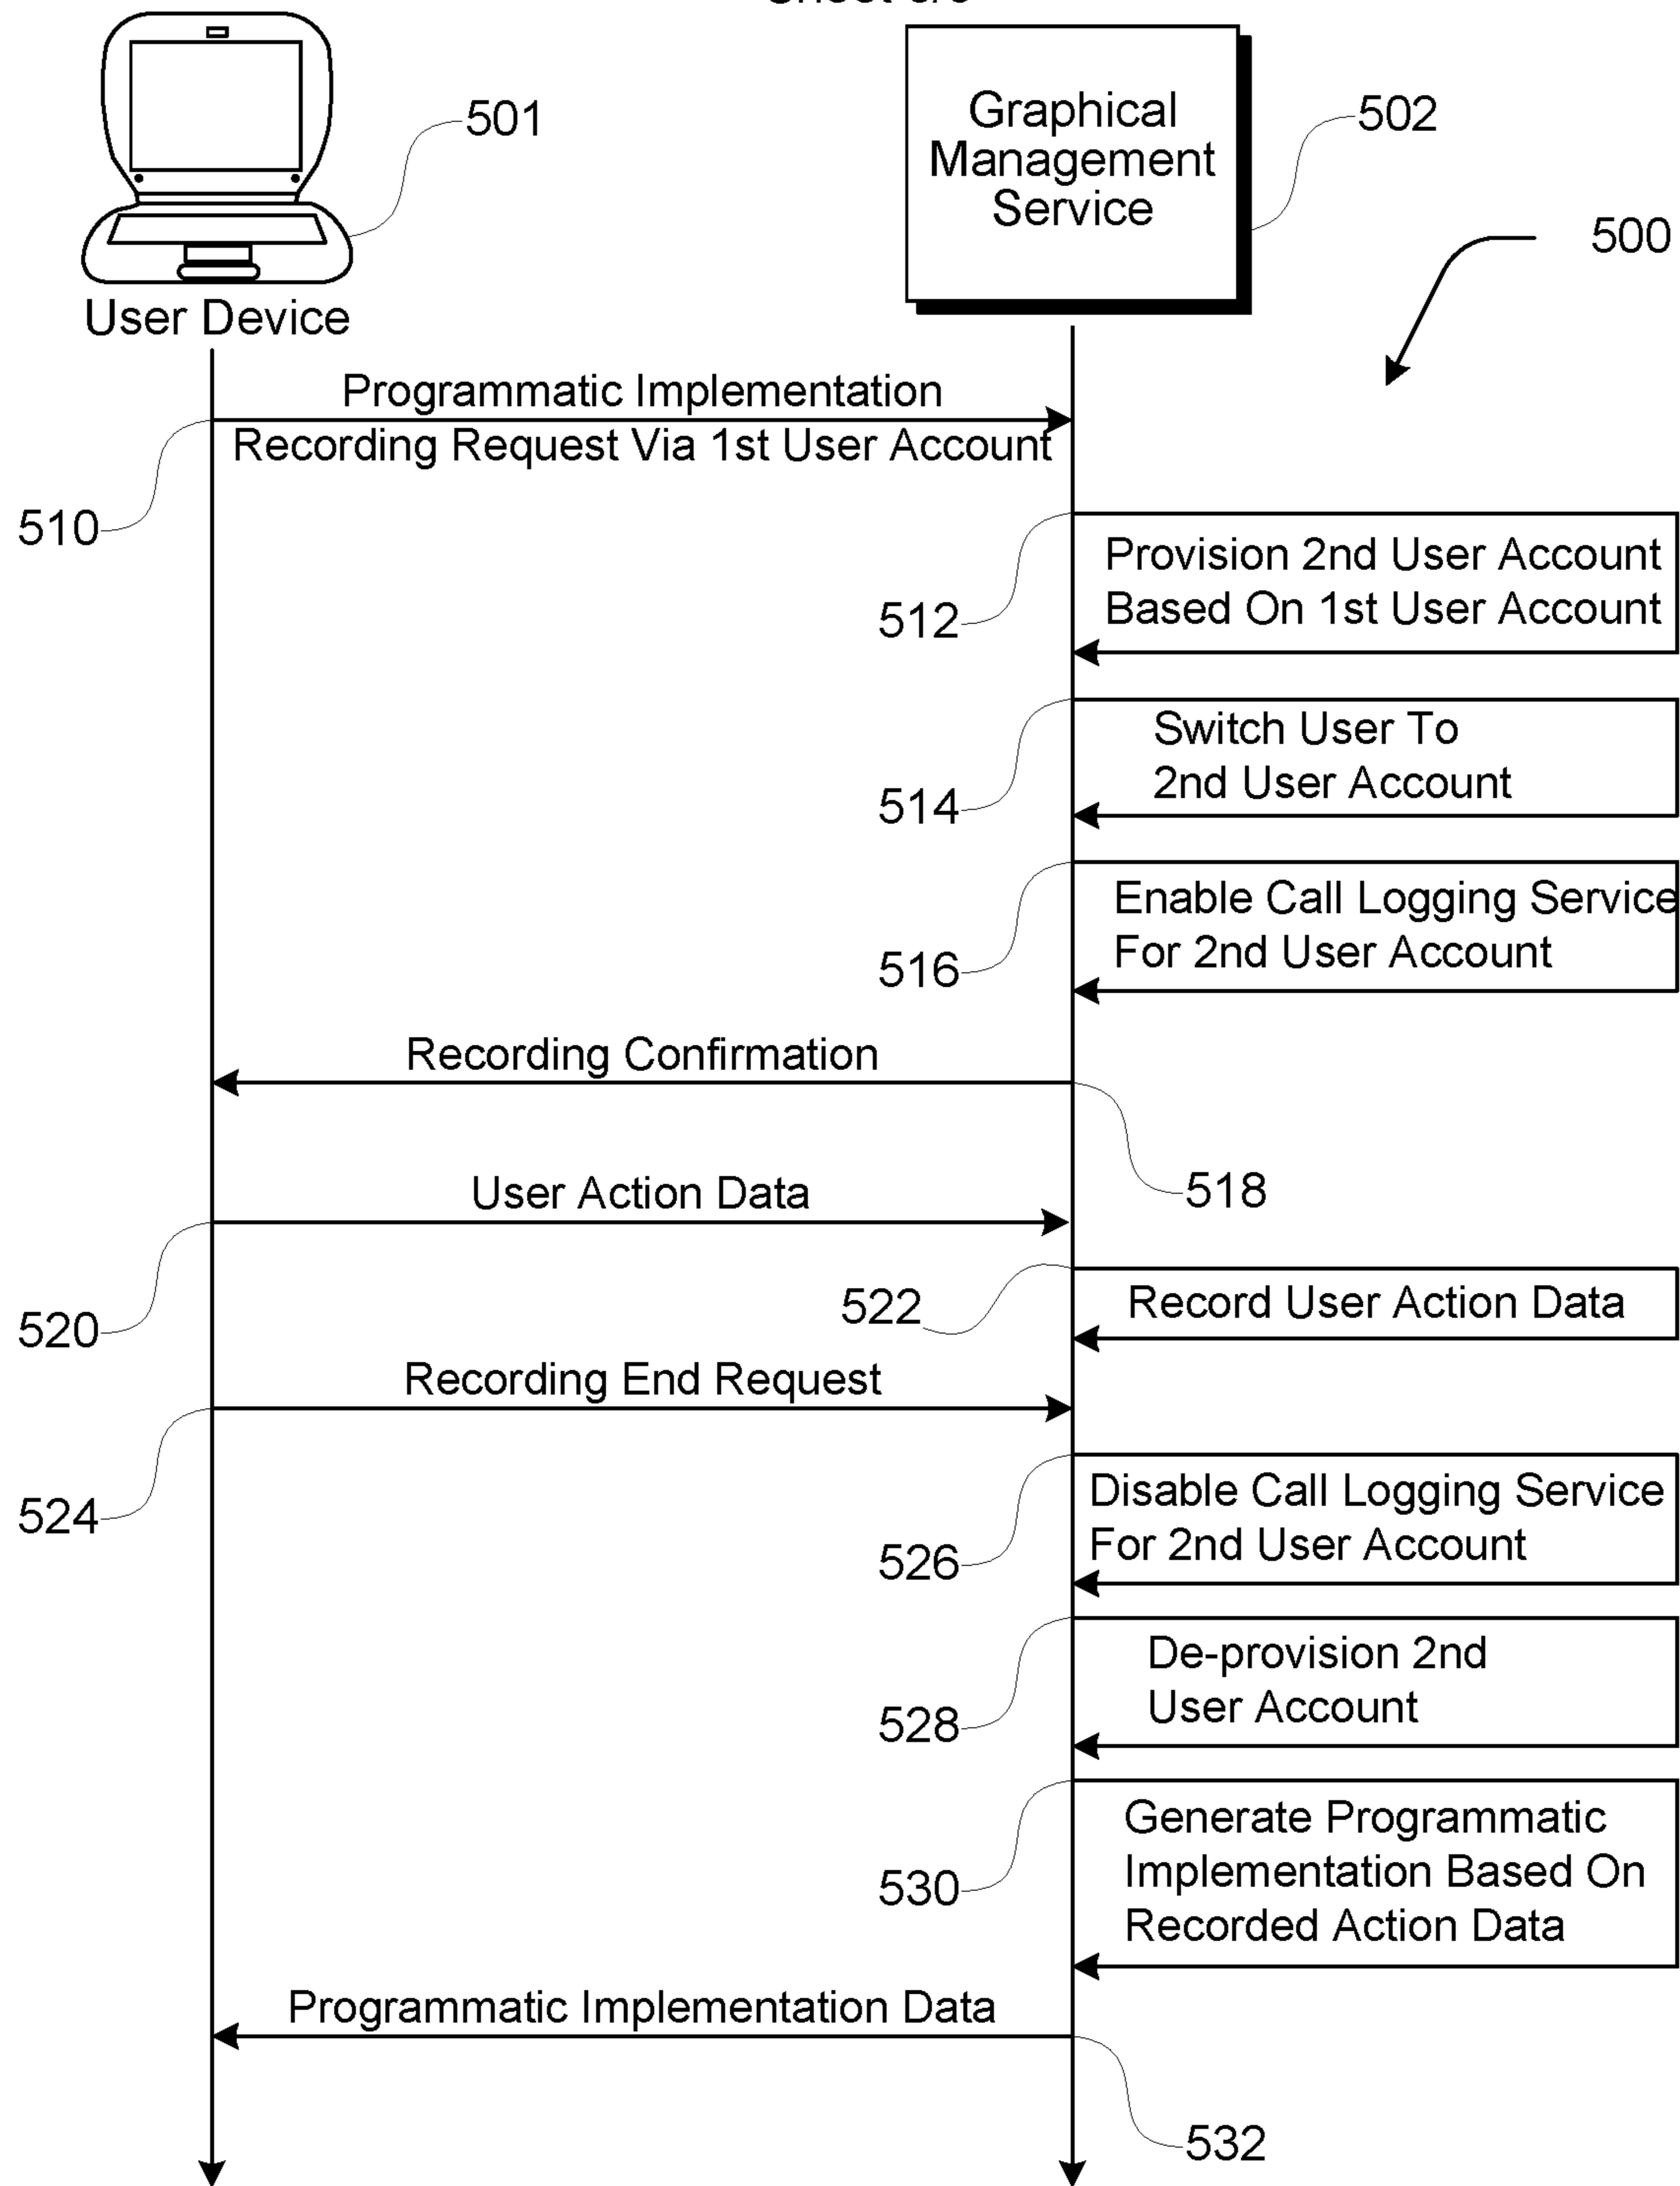 501
Graphical
Management
Service
502
500
User Device
Programmatic Implementation
Recording Request Via 1st User Account
510
Provision 2nd User Account
Based On 1st User Account
512
Switch User To
2nd User Account
514
Enable Call Logging Service
For 2nd User Account
516
Recording Confirmation
518
User Action Data
520
522
Record User Action Data
Recording End Request
524
Disable Call Logging Service
For 2nd User Account
526
De-provision 2nd
User Account
528
Generate Programmatic
Implementation Based On
Recorded Action Data
530
Programmatic Implementation Data
532